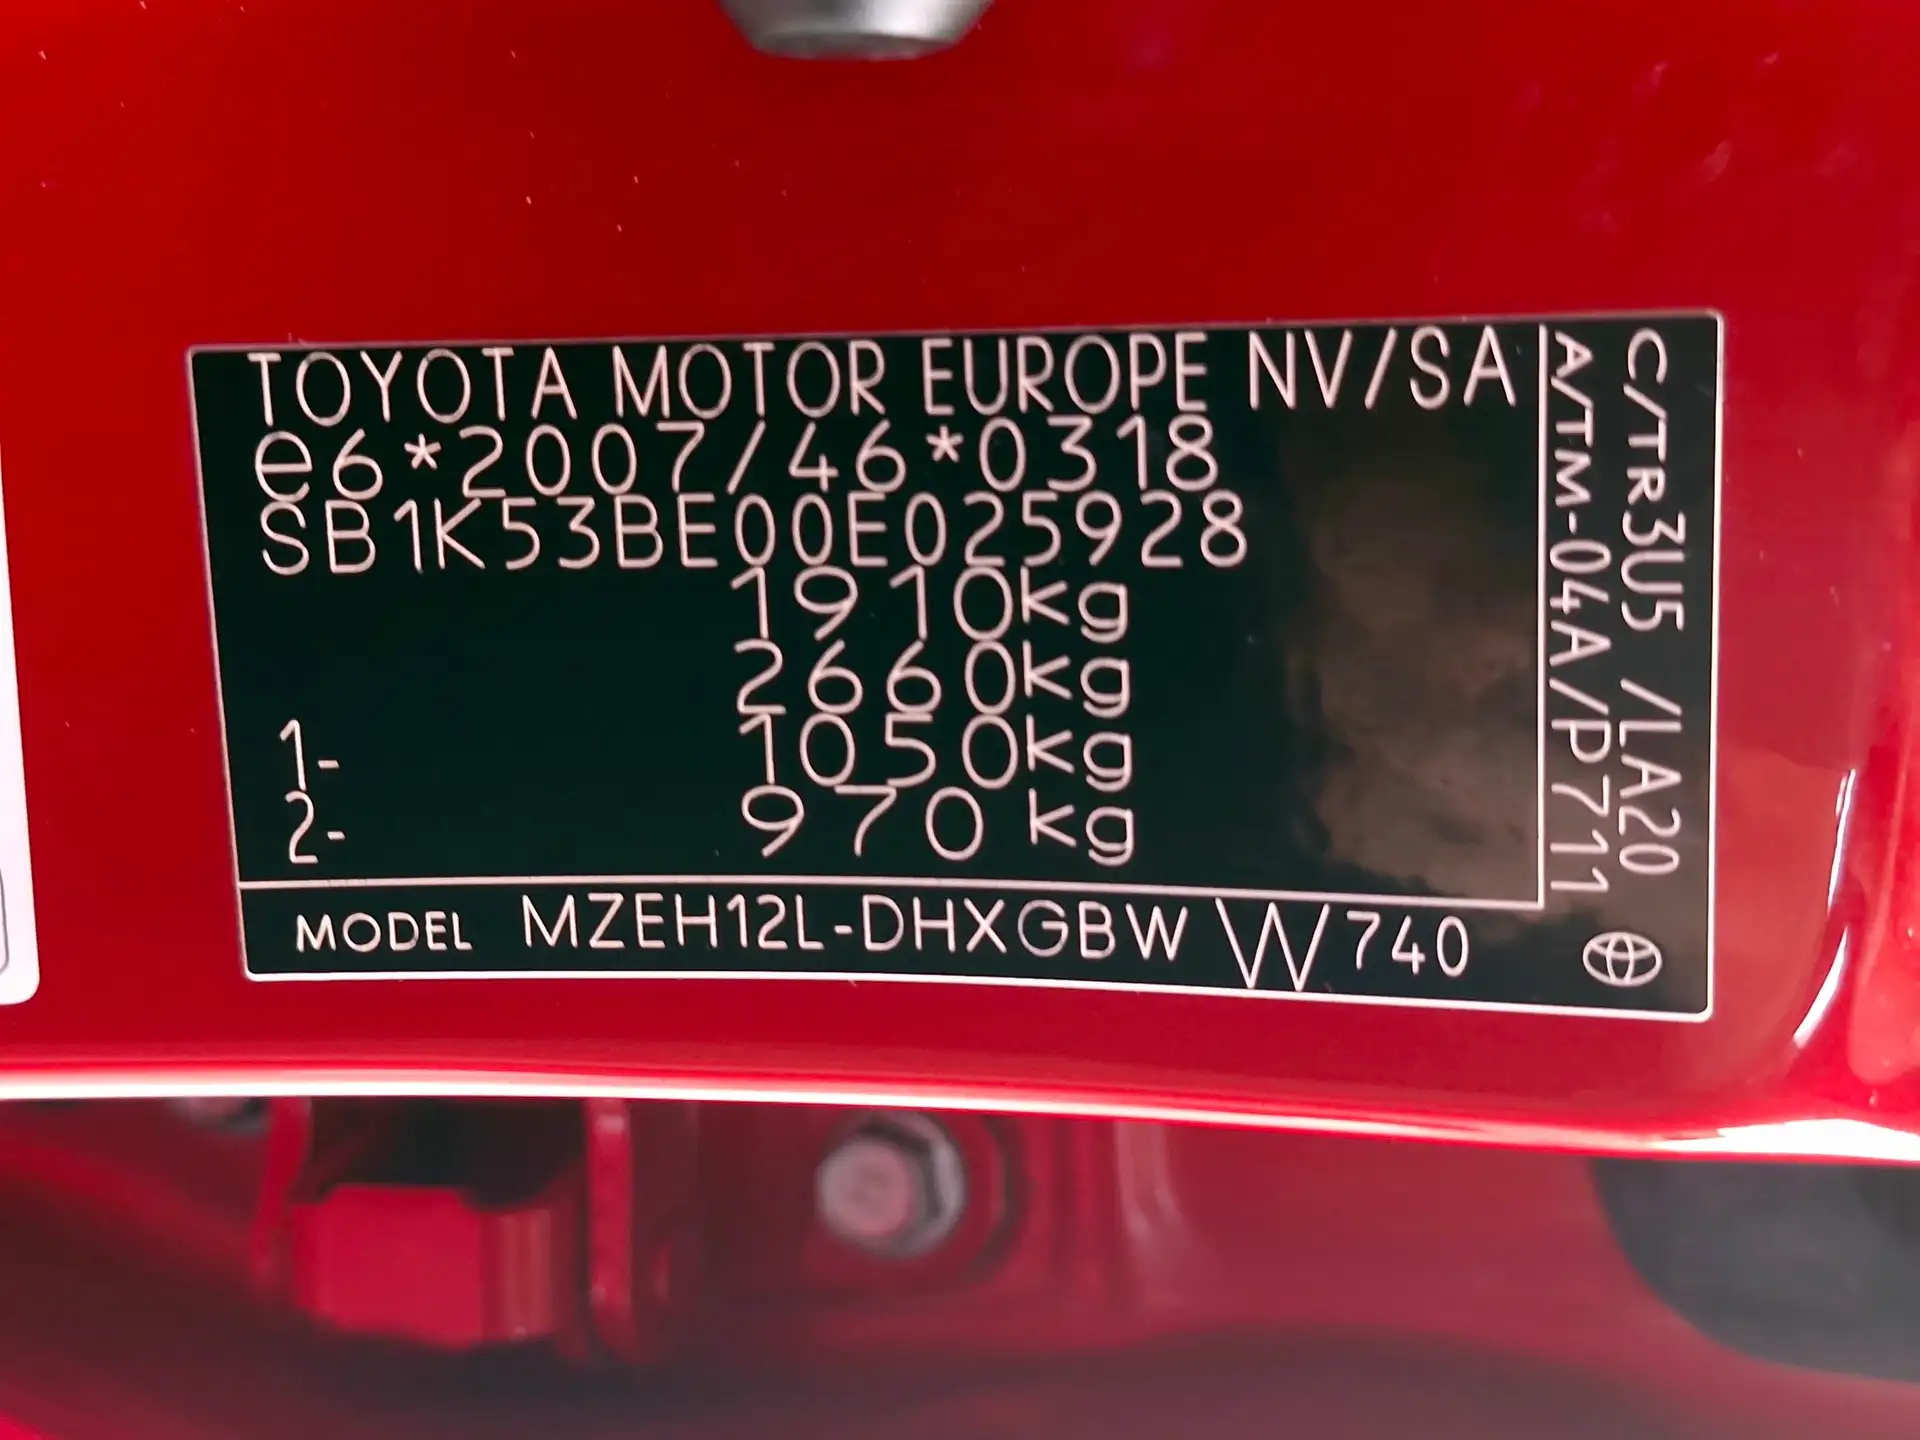 TOYOTA MOTOR EUROPE NV/SA
e6*2007/46*0318
SB1K53BE00E025928
1910kg
2660kg
1- 1050kg
2- 970kg
MODEL MZEH12L-DHXGBW W740
C/TR3U5 /LA20
A/TM-04A/P711